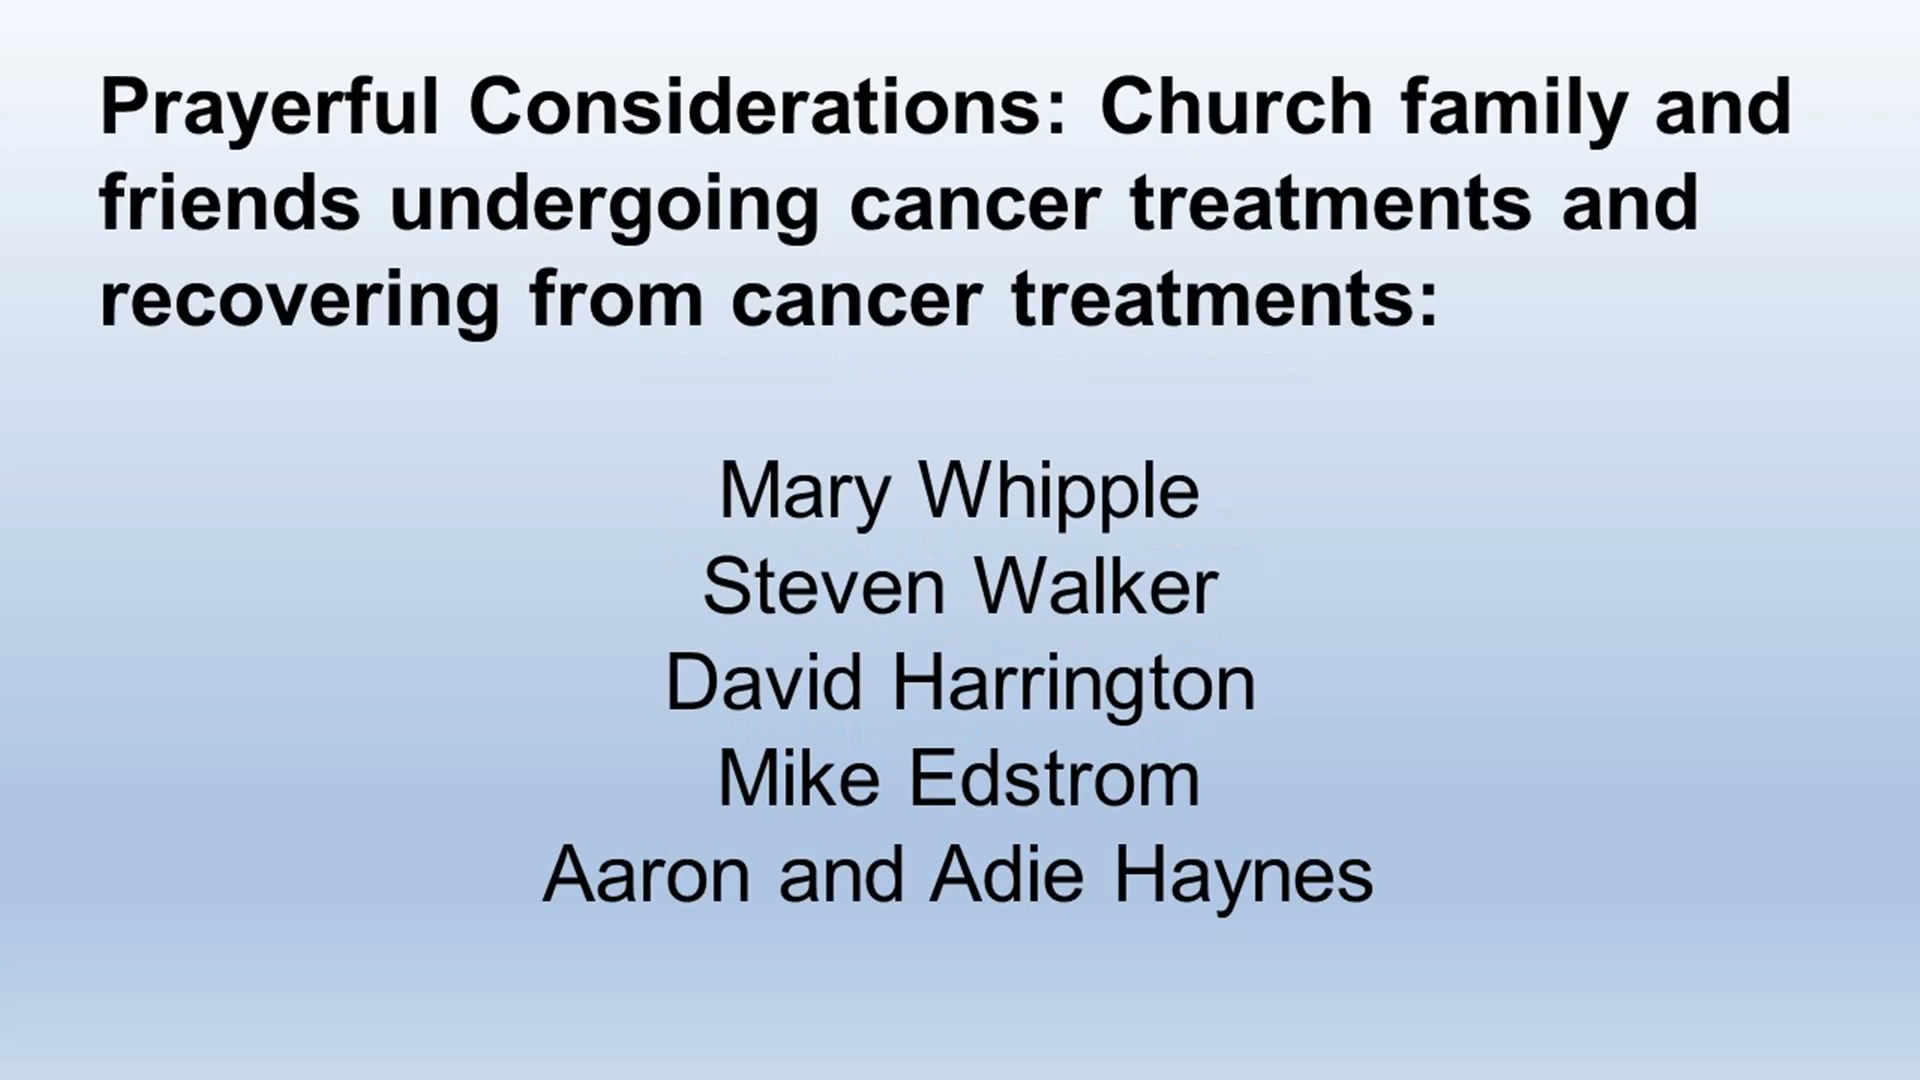 Prayerful Considerations: Church family and
friends undergoing cancer treatments and
recovering from cancer treatments:
Mary Whipple
Steven Walker
David Harrington
Mike Edstrom
Aaron and Adie Haynes